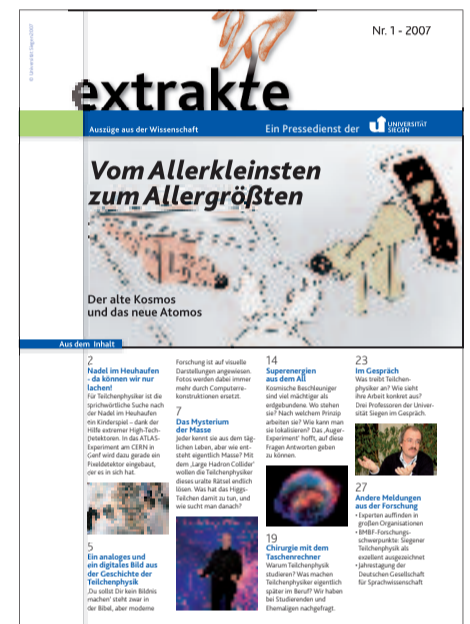 © Universität Siegen 2007
Nr. 1 - 2007
extrakte
Auszüge aus der Wissenschaft
Ein Pressedienst der
UNIVERSITÄT
SIEGEN
Vom Allerkleinsten
zum Allergrößten
Der alte Kosmos
und das neue Atomos
Aus dem Inhalt
2
Nadel im Heuhaufen
- da können wir nur
lachen!
Für Teilchenphysiker ist die
sprichwörtliche Suche nach
der Nadel im Heuhaufen
ein Kinderspiel – dank der
Hilfe extremer High-Tech-
Detektoren. In das ATLAS-
Experiment am CERN in
Genf wird dazu gerade ein
Pixeldetektor eingebaut,
der es in sich hat.
5
Ein analoges und
ein digitales Bild aus
der Geschichte der
Teilchenphysik
‚Du sollst Dir kein Bildnis
machen' steht zwar in
der Bibel, aber moderne
Forschung ist auf visuelle
Darstellungen angewiesen.
Fotos werden dabei immer
mehr durch Computerre-
konstruktionen ersetzt.
7
Das Mysterium
der Masse
Jeder kennt sie aus dem täg-
lichen Leben, aber wie ent-
steht eigentlich Masse? Mit
dem ‚Large Hadron Collider'
wollen die Teilchenphysiker
dieses uralte Rätsel endlich
lösen. Was hat das Higgs-
Teilchen damit zu tun, und
wie sucht man danach?
14
Superenergien
aus dem All
Kosmische Beschleuniger
sind viel mächtiger als
erdgebundene. Wo stehen
sie? Nach welchem Prinzip
arbeiten sie? Wie kann man
sie lokalisieren? Das ‚Auger-
Experiment' hofft, auf diese
Fragen Antworten geben
zu können.
19
Chirurgie mit dem
Taschenrechner
Warum Teilchenphysik
studieren? Was machen
Teilchenphysiker eigentlich
später im Beruf? Wir haben
bei Studierenden und
Ehemaligen nachgefragt.
23
Im Gespräch
Was treibt Teilchen-
physiker an? Wie sieht
ihre Arbeit konkret aus?
Drei Professoren der Univer-
sität Siegen im Gespräch.
27
Andere Meldungen
aus der Forschung
• Experten auffinden in
großen Organisationen
• BMBF-Forschungs-
schwerpunkte: Siegener
Teilchenphysik als
exzellent ausgezeichnet
• Jahrestagung der
Deutschen Gesellschaft
für Sprachwissenschaft